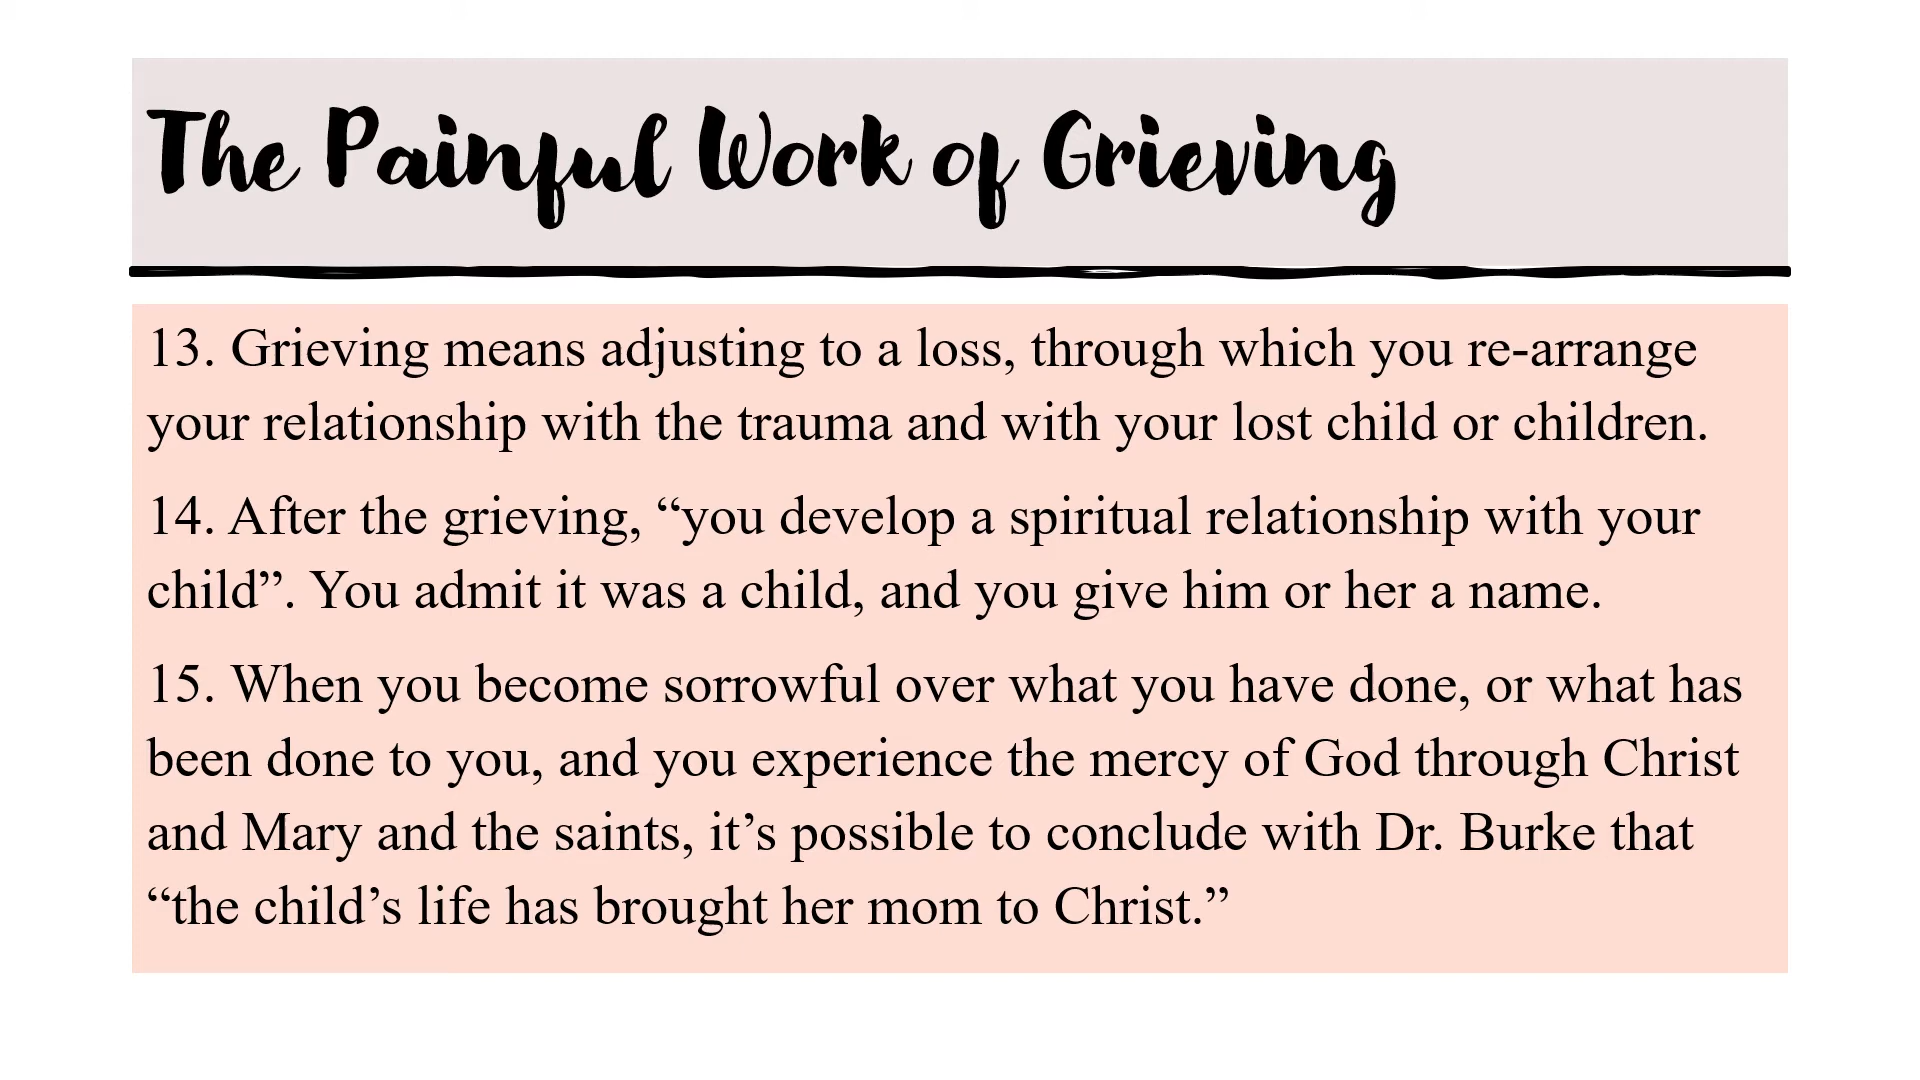 The Painful Work of Grieving
13. Grieving means adjusting to a loss, through which you re-arrange
your relationship with the trauma and with your lost child or children.
14. After the grieving, “you develop a spiritual relationship with your
child”. You admit it was a child, and you give him or her a name.
15. When you become sorrowful over what you have done, or what has
been done to you, and you experience the mercy of God through Christ
and Mary and the saints, it’s possible to conclude with Dr. Burke that
“the child’s life has brought her mom to Christ.”